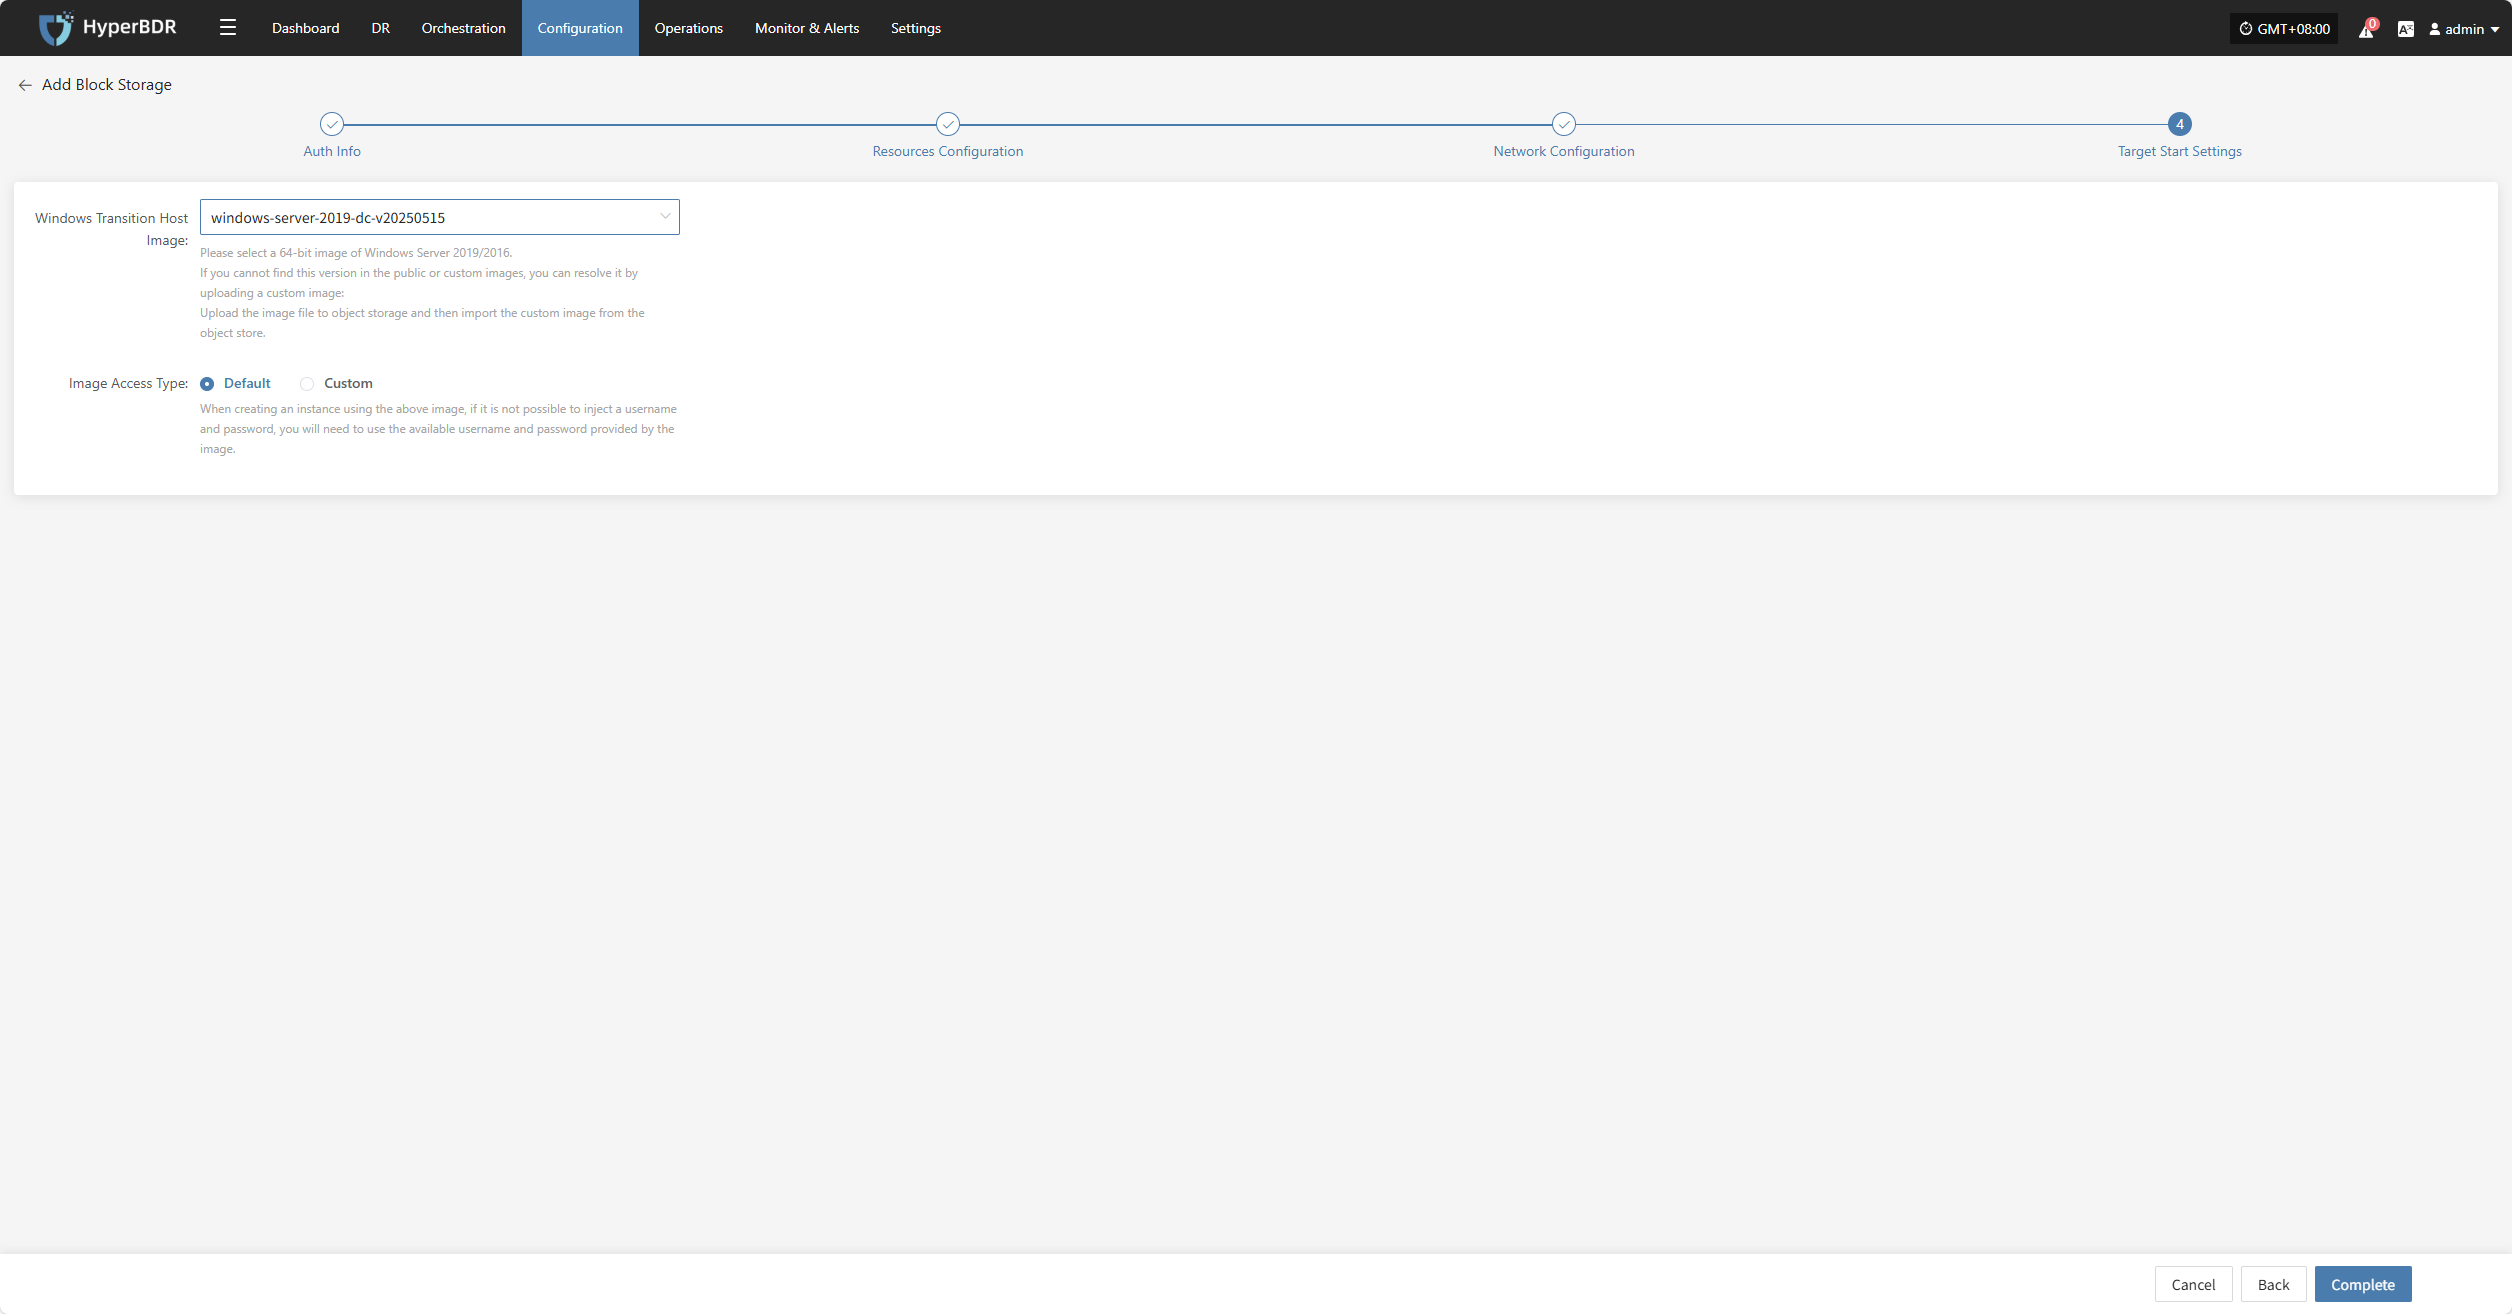 HyperBDR
Dashboard
DR
Orchestration
Configuration
Operations
Monitor & Alerts
Settings
GMT+08:00
0
admin
Add Block Storage
4
Auth Info
Resources Configuration
Network Configuration
Target Start Settings
Windows Transition Host
Image:
windows-server-2019-dc-v20250515
Please select a 64-bit image of Windows Server 2019/2016.
If you cannot find this version in the public or custom images, you can resolve it by
uploading a custom image:
Upload the image file to object storage and then import the custom image from the
object store.
Image Access Type:
Default
Custom
When creating an instance using the above image, if it is not possible to inject a username
and password, you will need to use the available username and password provided by the
image.
Cancel
Back
Complete